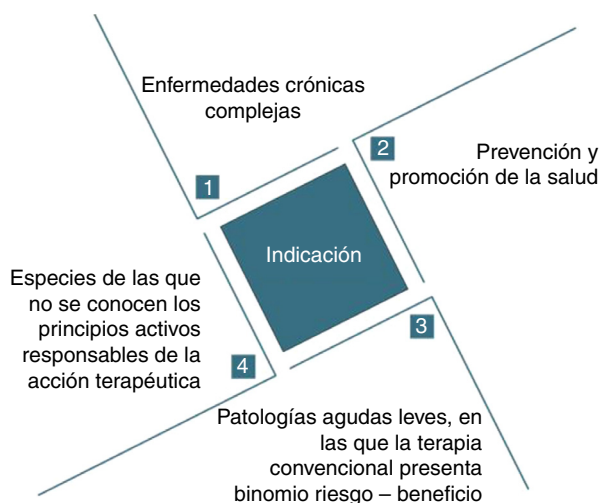 Enfermedades crónicas
complejas
1
2
Prevención y
promoción de la salud
Indicación
Especies de las que
no se conocen los
principios activos
responsables de la
acción terapéutica
4
3
Patologías agudas leves, en
las que la terapia
convencional presenta
binomio riesgo – beneficio